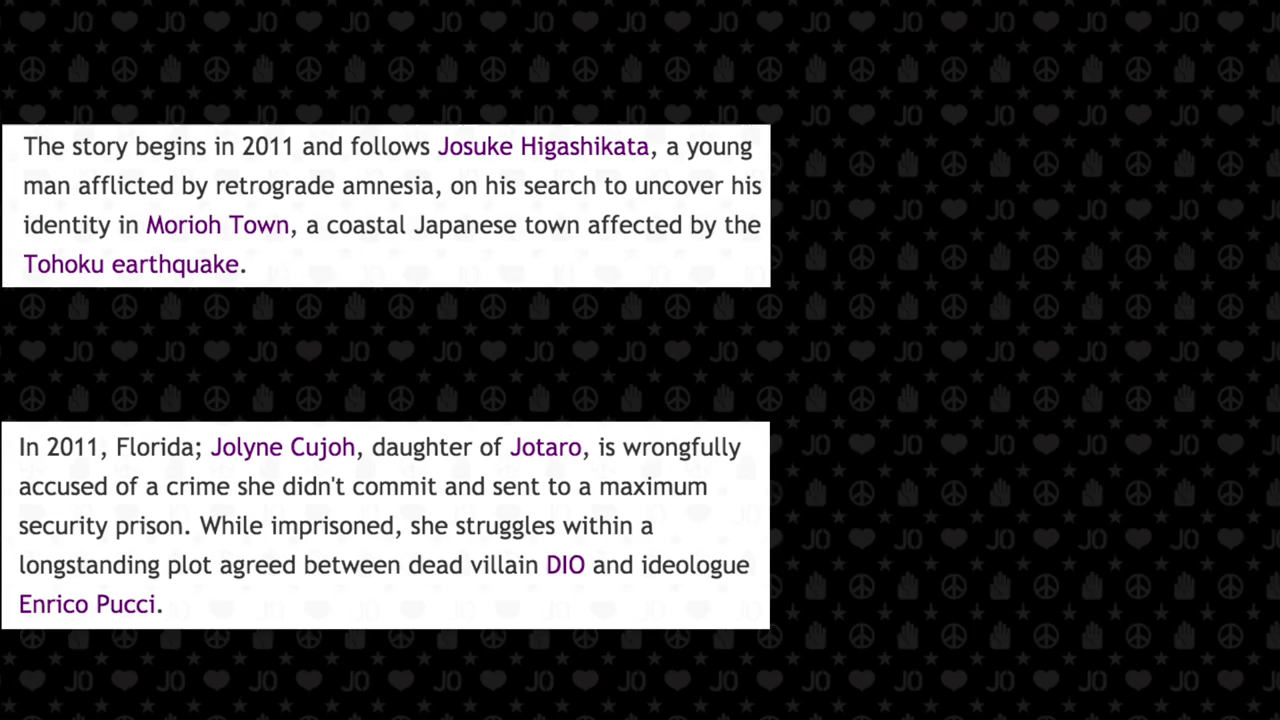 The story begins in 2011 and follows Josuke Higashikata, a young
man afflicted by retrograde amnesia, on his search to uncover his
identity in Morioh Town, a coastal Japanese town affected by the
Tohoku earthquake.
In 2011, Florida; Jolyne Cujoh, daughter of Jotaro, is wrongfully
accused of a crime she didn't commit and sent to a maximum
security prison. While imprisoned, she struggles within a
longstanding plot agreed between dead villain DIO and ideologue
Enrico Pucci.